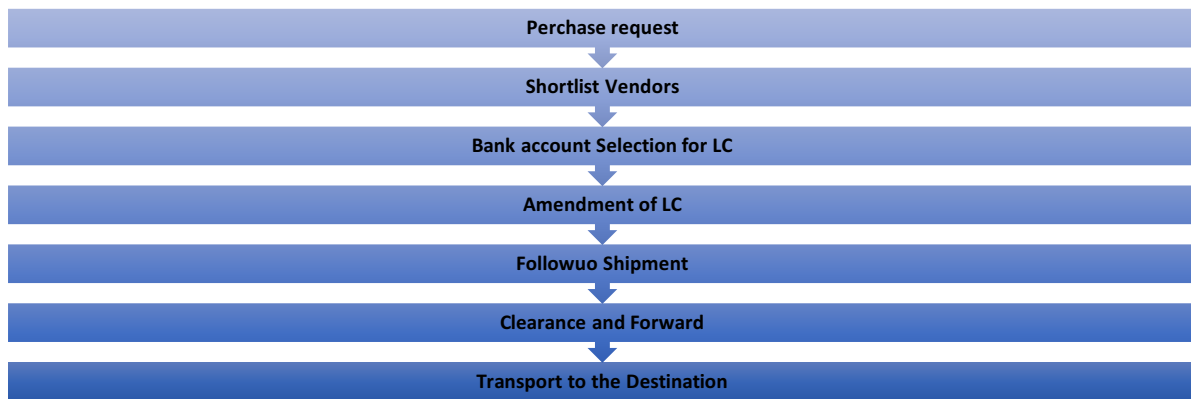 Perchase request
Shortlist Vendors
Bank account Selection for LC
Amendment of LC
Followuo Shipment
Clearance and Forward
Transport to the Destination